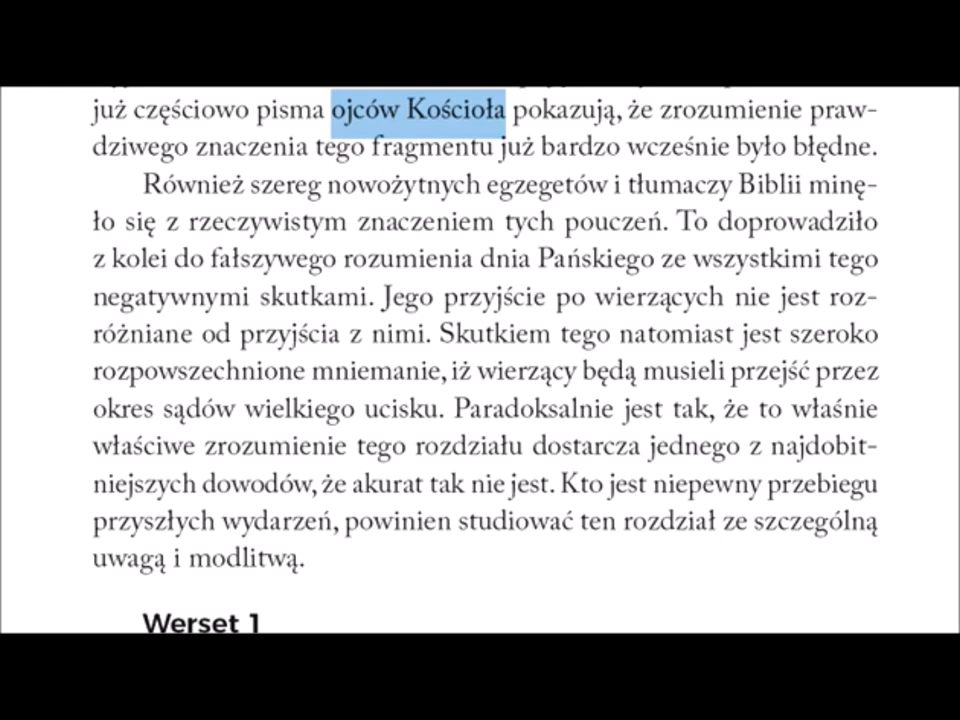 już częściowo pisma ojców Kościoła pokazują, że zrozumienie praw-
dziwego znaczenia tego fragmentu już bardzo wcześnie było błędne.
Również szereg nowożytnych egzegetów i tłumaczy Biblii minę-
ło się z rzeczywistym znaczeniem tych pouczeń. To doprowadziło
z kolei do fałszywego rozumienia dnia Pańskiego ze wszystkimi tego
negatywnymi skutkami. Jego przyjście po wierzących nie jest roz-
różniane od przyjścia z nimi. Skutkiem tego natomiast jest szeroko
rozpowszechnione mniemanie, iż wierzący będą musieli przejść przez
okres sądów wielkiego ucisku. Paradoksalnie jest tak, że to właśnie
właściwe zrozumienie tego rozdziału dostarcza jednego z najdobit-
niejszych dowodów, że akurat tak nie jest. Kto jest niepewny przebiegu
przyszłych wydarzeń, powinien studiować ten rozdział ze szczególną
uwagą i modlitwą.
Werset 1